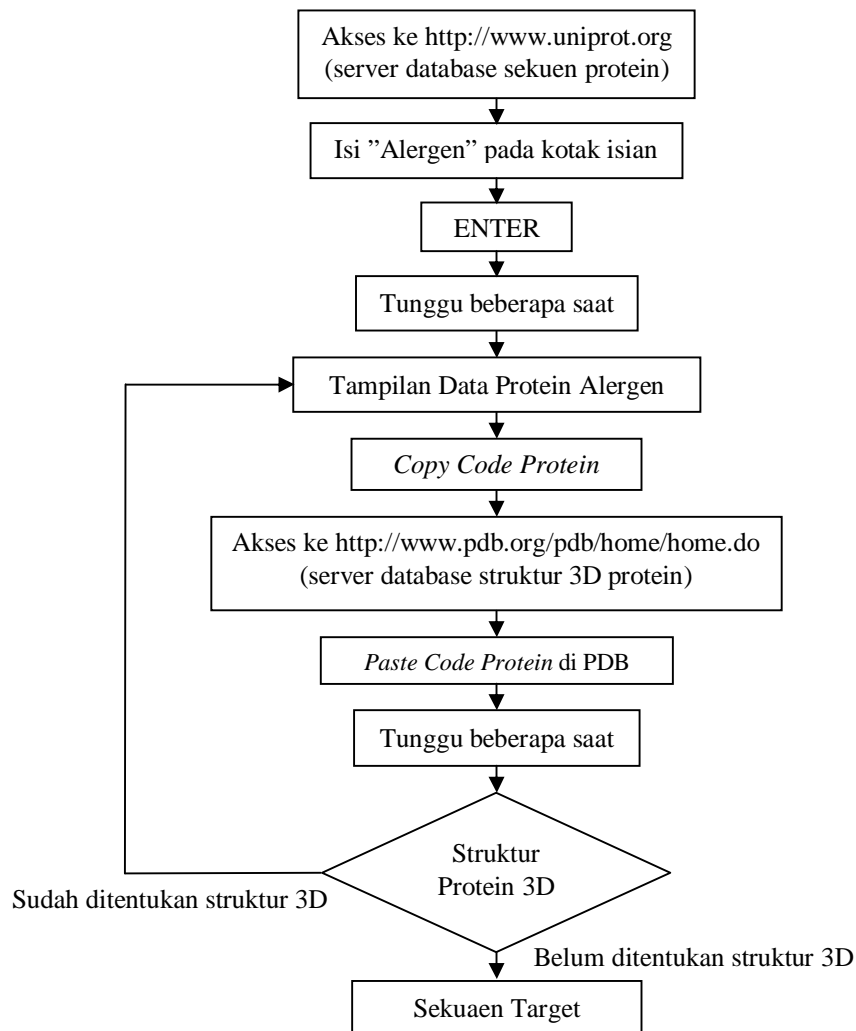 Akses ke http://www.uniprot.org
(server database sekuen protein)
Isi ”Alergen” pada kotak isian
ENTER
Tunggu beberapa saat
Tampilan Data Protein Alergen
Copy Code Protein
Akses ke http://www.pdb.org/pdb/home/home.do
(server database struktur 3D protein)
Paste Code Protein di PDB
Tunggu beberapa saat
Struktur
Protein 3D
Sudah ditentukan struktur 3D
Belum ditentukan struktur 3D
Sekuaen Target